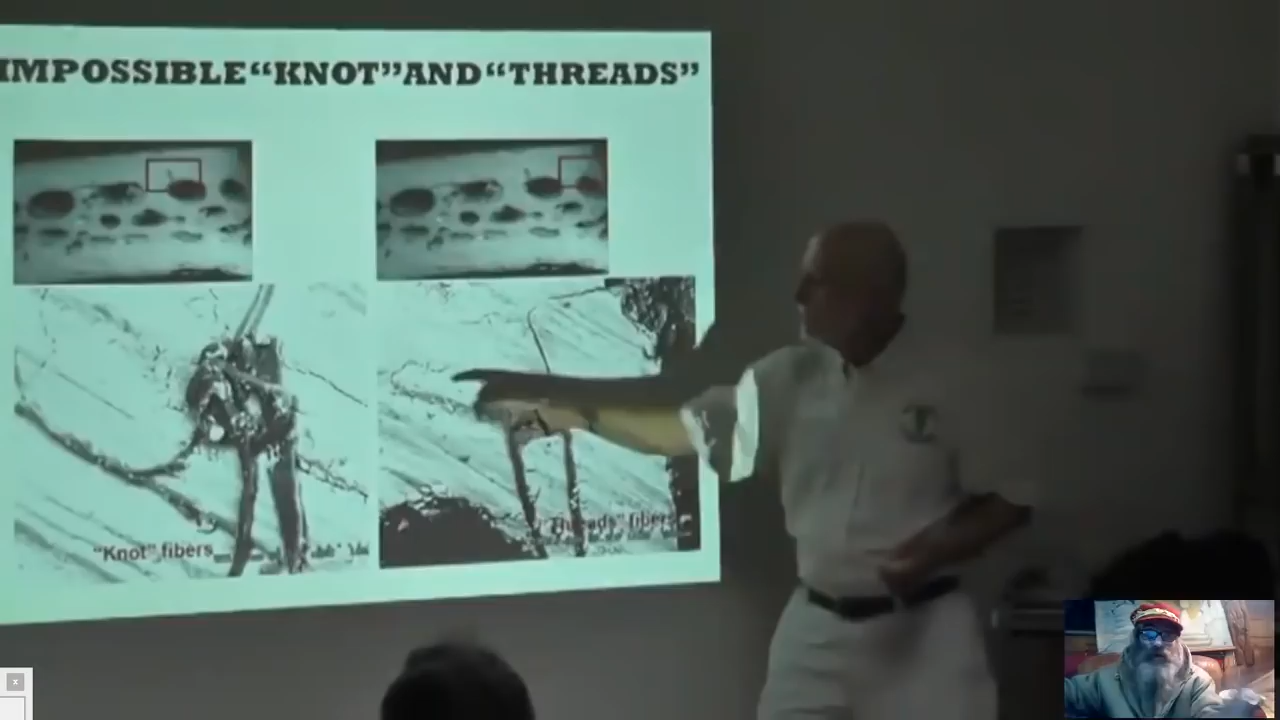 IMPOSSIBLE “KNOT” AND “THREADS”
“Knot” fibers
“Threads” fibers
x